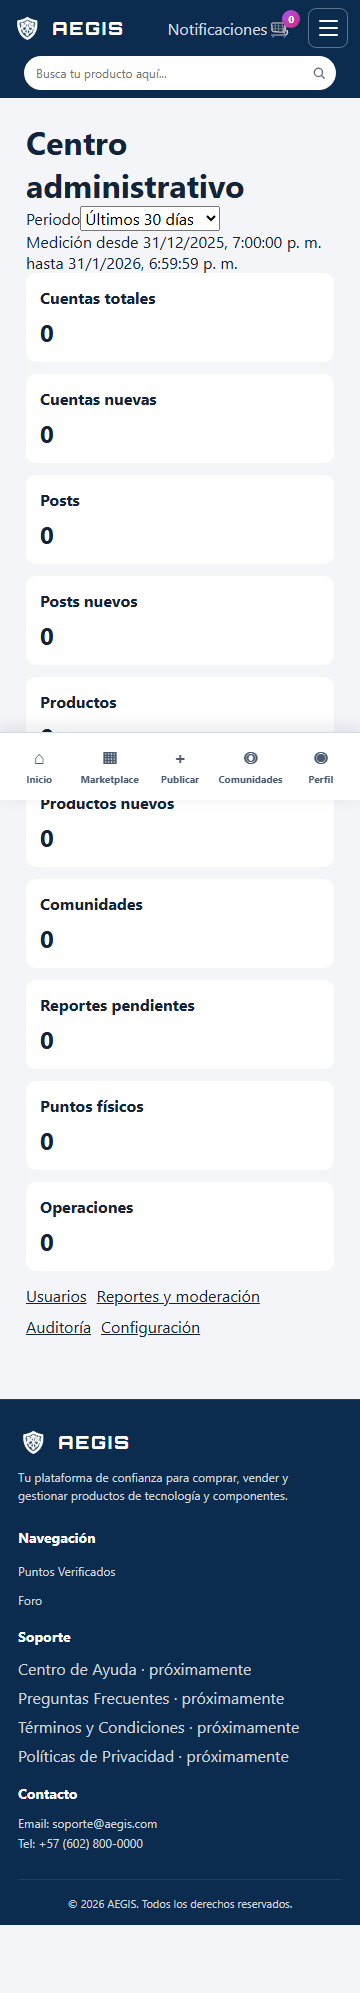 AEGIS
Notificaciones
0
Busca tu producto aquí...
Centro
administrativo
Periodo Últimos 30 días
Medición desde 31/12/2025, 7:00:00 p. m.
hasta 31/1/2026, 6:59:59 p. m.
Cuentas totales
0
Cuentas nuevas
0
Posts
0
Posts nuevos
0
Productos
Inicio
Marketplace
+
Publicar
Comunidades
Perfil
Productos nuevos
0
Comunidades
0
Reportes pendientes
0
Puntos físicos
0
Operaciones
0
Usuarios Reportes y moderación
Auditoría Configuración
AEGIS
Tu plataforma de confianza para comprar, vender y
gestionar productos de tecnología y componentes.
Navegación
Puntos Verificados
Foro
Soporte
Centro de Ayuda · próximamente
Preguntas Frecuentes · próximamente
Términos y Condiciones · próximamente
Políticas de Privacidad · próximamente
Contacto
Email: soporte@aegis.com
Tel: +57 (602) 800-0000
© 2026 AEGIS. Todos los derechos reservados.